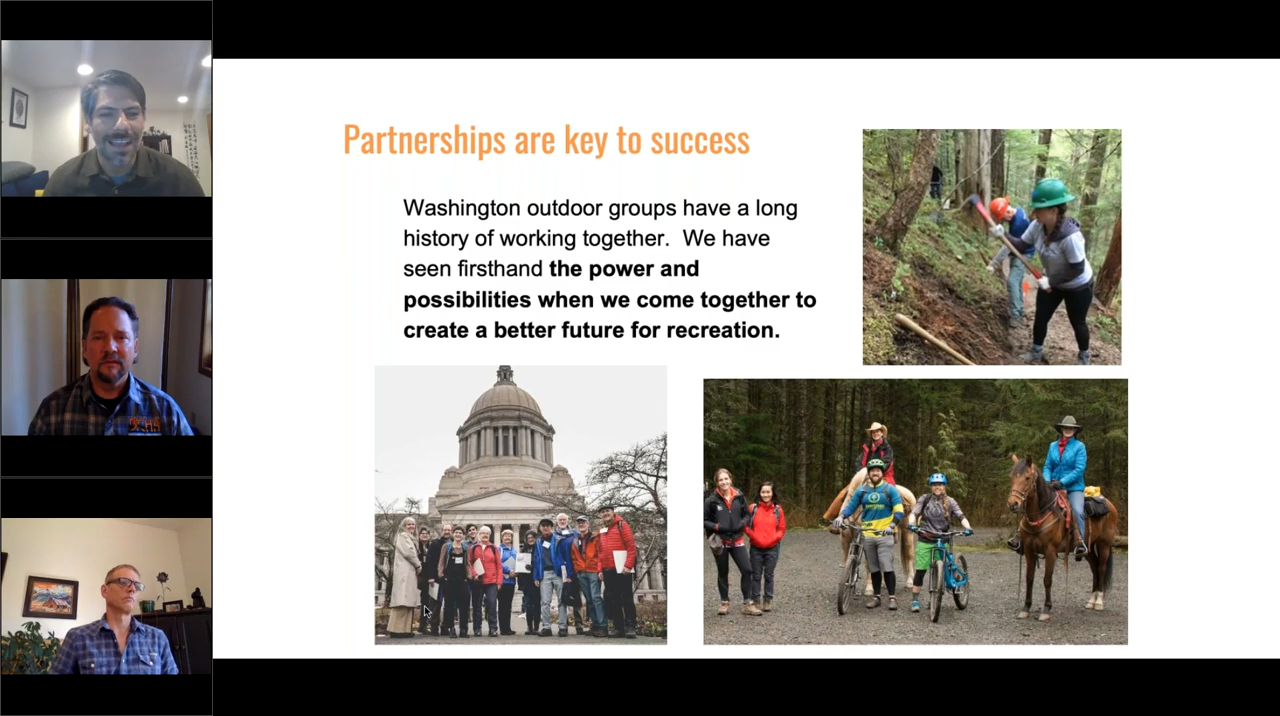 Partnerships are key to success
Washington outdoor groups have a long
history of working together.  We have
seen firsthand the power and
possibilities when we come together to
create a better future for recreation.